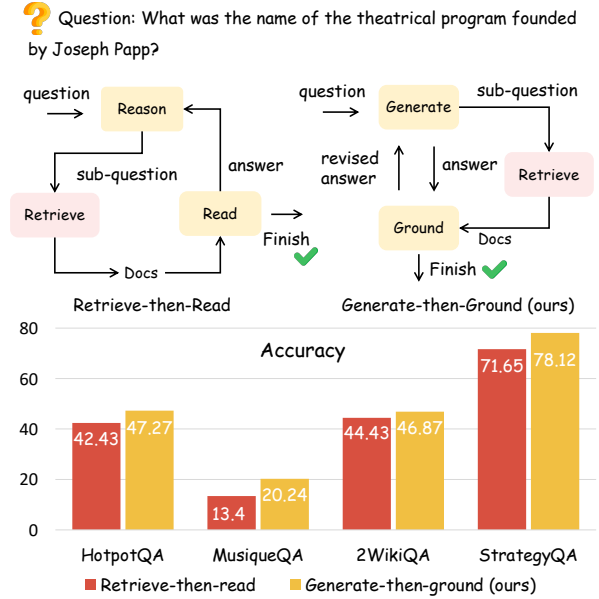 Question: What was the name of the theatrical program founded
by Joseph Papp?
question
Reason
sub-question
answer
Retrieve
Read
Docs
Finish
Retrieve-then-Read
question
Generate
sub-question
revised
answer
answer
Retrieve
Ground
Docs
Finish
Generate-then-Ground (ours)
Accuracy
80
60
40
20
0
42.43
47.27
13.4
20.24
44.43
46.87
71.65
78.12
HotpotQA
MusiqueQA
2WikiQA
StrategyQA
Retrieve-then-read
Generate-then-ground (ours)